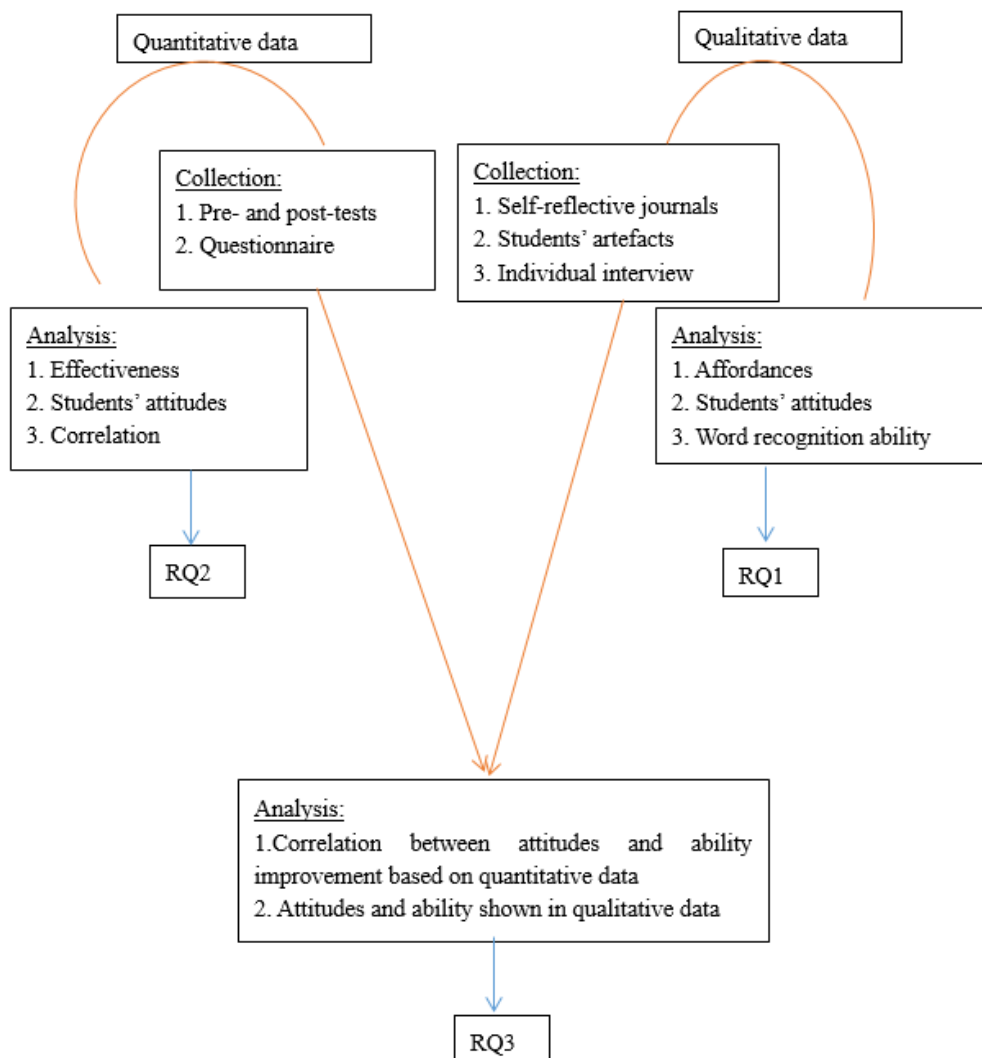 Quantitative data
Qualitative data
Collection:
1. Pre- and post-tests
2. Questionnaire
Collection:
1. Self-reflective journals
2. Students’ artefacts
3. Individual interview
Analysis:
1. Effectiveness
2. Students’ attitudes
3. Correlation
Analysis:
1. Affordances
2. Students’ attitudes
3. Word recognition ability
RQ2
RQ1
Analysis:
1.Correlation between attitudes and ability
improvement based on quantitative data
2. Attitudes and ability shown in qualitative data
RQ3